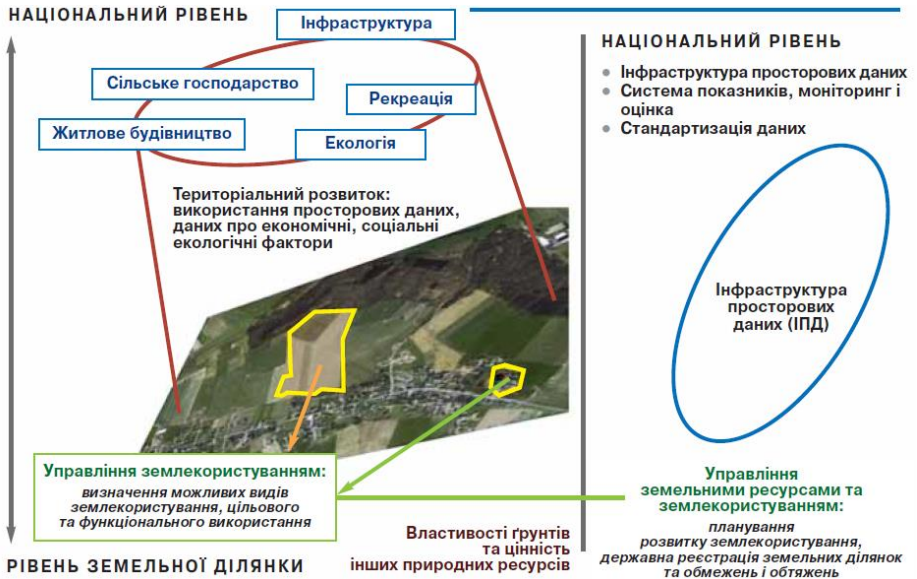 НАЦІОНАЛЬНИЙ РІВЕНЬ
Інфраструктура
Сільське господарство
Рекреація
Житлове будівництво
Екологія
Територіальний розвиток:
використання просторових даних,
даних про економічні, соціальні
екологічні фактори
Управління землекористуванням:
визначення можливих видів
землекористування, цільового
та функціонального використання
Властивості ґрунтів
та цінність
інших природних ресурсів
РІВЕНЬ ЗЕМЕЛЬНОЇ ДІЛЯНКИ
НАЦІОНАЛЬНИЙ РІВЕНЬ
• Інфраструктура просторових даних
• Система показників, моніторинг і
оцінка
• Стандартизація даних
Інфраструктура
просторових
даних (ІПД)
Управління
земельними ресурсами та
землекористуванням:
планування
розвитку землекористування,
державна реєстрація земельних ділянок
та обмежень і обтяжень